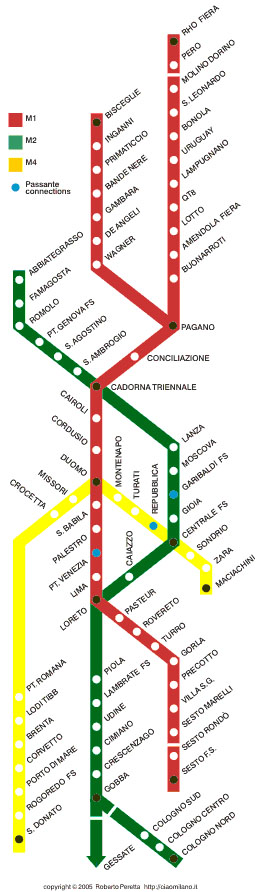 RHO FIERA
PERO
MOLINO DORINO
S. LEONARDO
BONOLA
URUGUAY
LAMPUGNANO
QT8
LOTTO
AMENDOLA FIERA
BUONARROTI
M1
M2
M4
Passante
connections
BISCEGLIE
INGANNI
PRIMATICCIO
BANDE NERE
GAMBARA
DE ANGELI
WAGNER
ABBIATEGRASSO
FAMAGOSTA
ROMOLO
PT. GENOVA FS
S. AGOSTINO
S. AMBROGIO
PAGANO
CONCILIAZIONE
CADORNA TRIENNALE
CAIROLI
CORDUSIO
DUOMO
MISSORI
CROCETTA
MONTENAPO
TURATI
REPUBBLICA
LANZA
MOSCOVA
GARIBALDI FS
GIOIA
CENTRALE FS
SONDRIO
ZARA
MACIACHINI
S. BABILA
PALESTRO
PT. VENEZIA
LIMA
LORETO
CAIAZZO
PASTEUR
ROVERETO
TURRO
GORLA
PRECOTTO
VILLA S. G.
SESTO MARELLI
SESTO RONDÒ
SESTO F.S.
PT ROMANA
LODI TIBB
BRENTA
CORVETTO
PORTO DI MARE
ROGOREDO FS
S. DONATO
PIOLA
LAMBRATE FS
UDINE
CIMIANO
CRESCENZAGO
GOBBA
GESSATE
COLOGNO SUD
COLOGNO CENTRO
COLOGNO NORD
copyright © 2005 Roberto Peretta http://ciaomilano.it